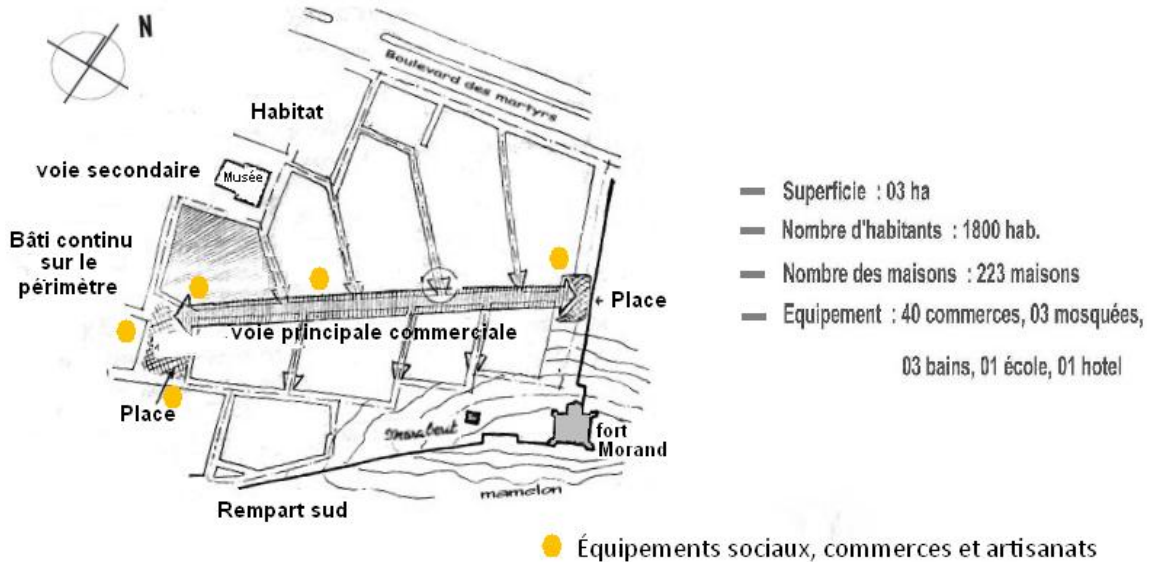 N
Boulevard des martyrs
Habitat
voie secondaire
Musée
Bâti continu
sur le
périmètre
Place
voie principale commerciale
Place
Marabout
fort
Morand
mamelon
Rempart sud
Superficie : 03 ha
Nombre d'habitants : 1800 hab.
Nombre des maisons : 223 maisons
Equipement : 40 commerces, 03 mosquées,
03 bains, 01 école, 01 hotel
Équipements sociaux, commerces et artisanats